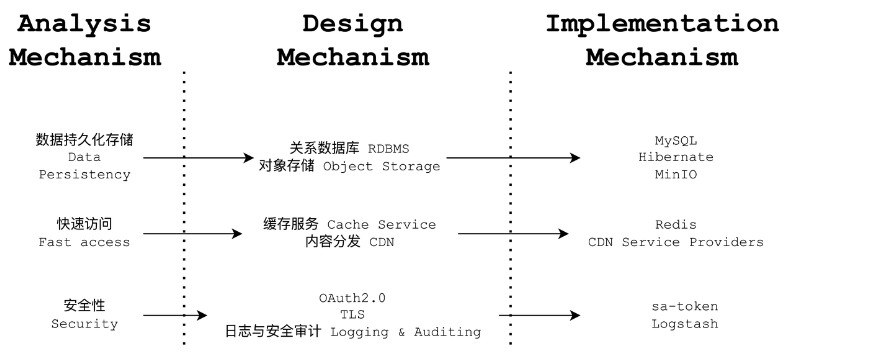 Analysis
Mechanism
Design
Mechanism
Implementation
Mechanism
数据持久化存储
Data
Persistency
关系数据库 RDBMS
对象存储 Object Storage
MySQL
Hibernate
MinIO
快速访问
Fast access
缓存服务 Cache Service
内容分发 CDN
Redis
CDN Service Providers
安全性
Security
OAuth2.0
TLS
日志与安全审计 Logging & Auditing
sa-token
Logstash